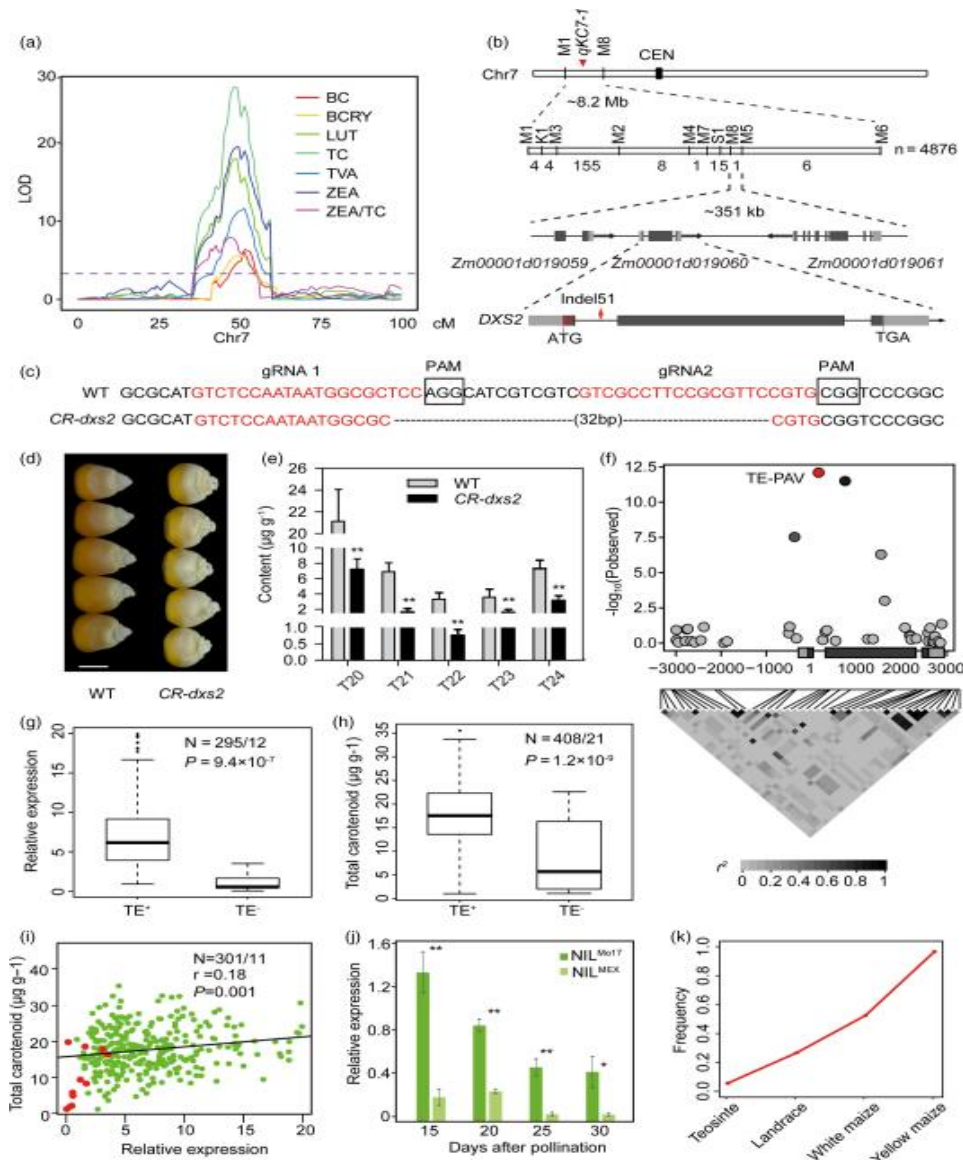 (a)
30
20
10
0
LOD
BC
BCRY
LUT
TC
TVA
ZEA
ZEA/TC
0 25 50 75 100 cM
Chr7
(b)
M1 qKC7-1 M8
CEN
Chr7
~8.2 Mb
M1 K1 M3 M2 M4 M7 S1 M8 M5 M6
n = 4876
4 4 155 8 1 15 1 6
~351 kb
Zm00001d019059 Zm00001d019060 Zm00001d019061
Indel51
DXS2
ATG TGA
(c)
gRNA 1 PAM gRNA2 PAM
WT GCGCATGTCTCCAATAATGGCGCTCCAGGCATCGTCGTCGTCGCCTTCCGCGTTCCGTGCGGTCCCGGC
CR-dxs2 GCGCATGTCTCCAATAATGGCGC------------------(32bp)------------------CGTGCGGTCCCGGC
(d)
WT CR-dxs2
(e)
WT
CR-dxs2
Content (µg g⁻¹)
26
24
22
20
8
6
4
2
1.0
0.5
0.0
** ** ** ** **
T20 T21 T22 T23 T24
(f)
TE-PAV
-log₁₀(Pobserved)
12.5
10.0
7.5
5.0
2.5
0.0
−3000 −2000 −1000 1 1000 2000 3000
r²
0 0.2 0.4 0.6 0.8 1
(g)
N = 295/12
P = 9.4×10⁻⁷
Relative expression
20
15
10
5
0
TE⁺ TE⁻
(h)
N = 408/21
P = 1.2×10⁻⁹
Total carotenoid (µg g-1)
35
30
25
20
15
10
5
0
TE⁺ TE⁻
(i)
N=301/11
r =0.18
P=0.001
Total carotenoid (µg g–1)
40
30
20
10
0
0 5 10 15 20
Relative expression
(j)
NILᴹᵒ¹⁷
NILᴹᴱˣ
Relative expression
1.6
1.2
0.8
0.4
0
** ** ** *
15 20 25 30
Days after pollination
(k)
Frequency
1.0
0.8
0.6
0.4
0.2
0.0
Teosinte
Landrace
White maize
Yellow maize